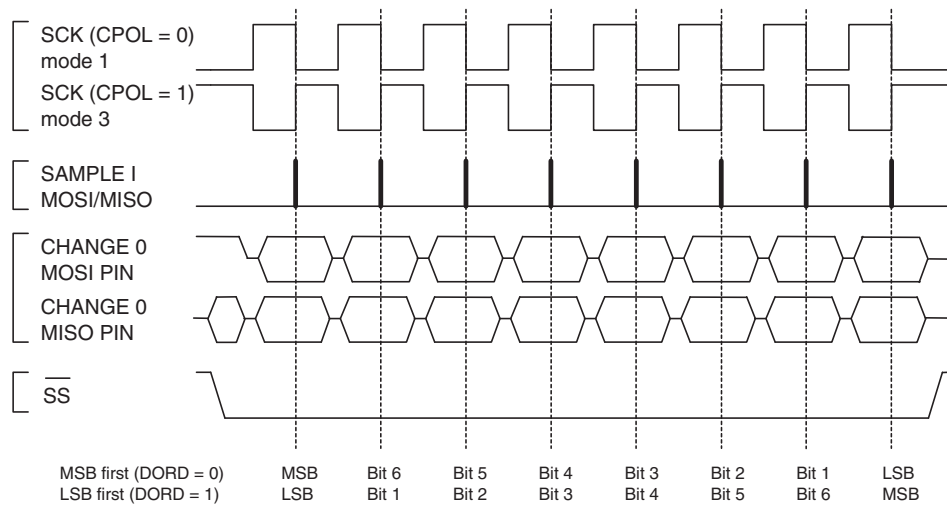 SCK (CPOL = 0)
mode 1
SCK (CPOL = 1)
mode 3
SAMPLE I
MOSI/MISO
CHANGE 0
MOSI PIN
CHANGE 0
MISO PIN
SS
MSB first (DORD = 0) MSB Bit 6 Bit 5 Bit 4 Bit 3 Bit 2 Bit 1 LSB
LSB first (DORD = 1) LSB Bit 1 Bit 2 Bit 3 Bit 4 Bit 5 Bit 6 MSB